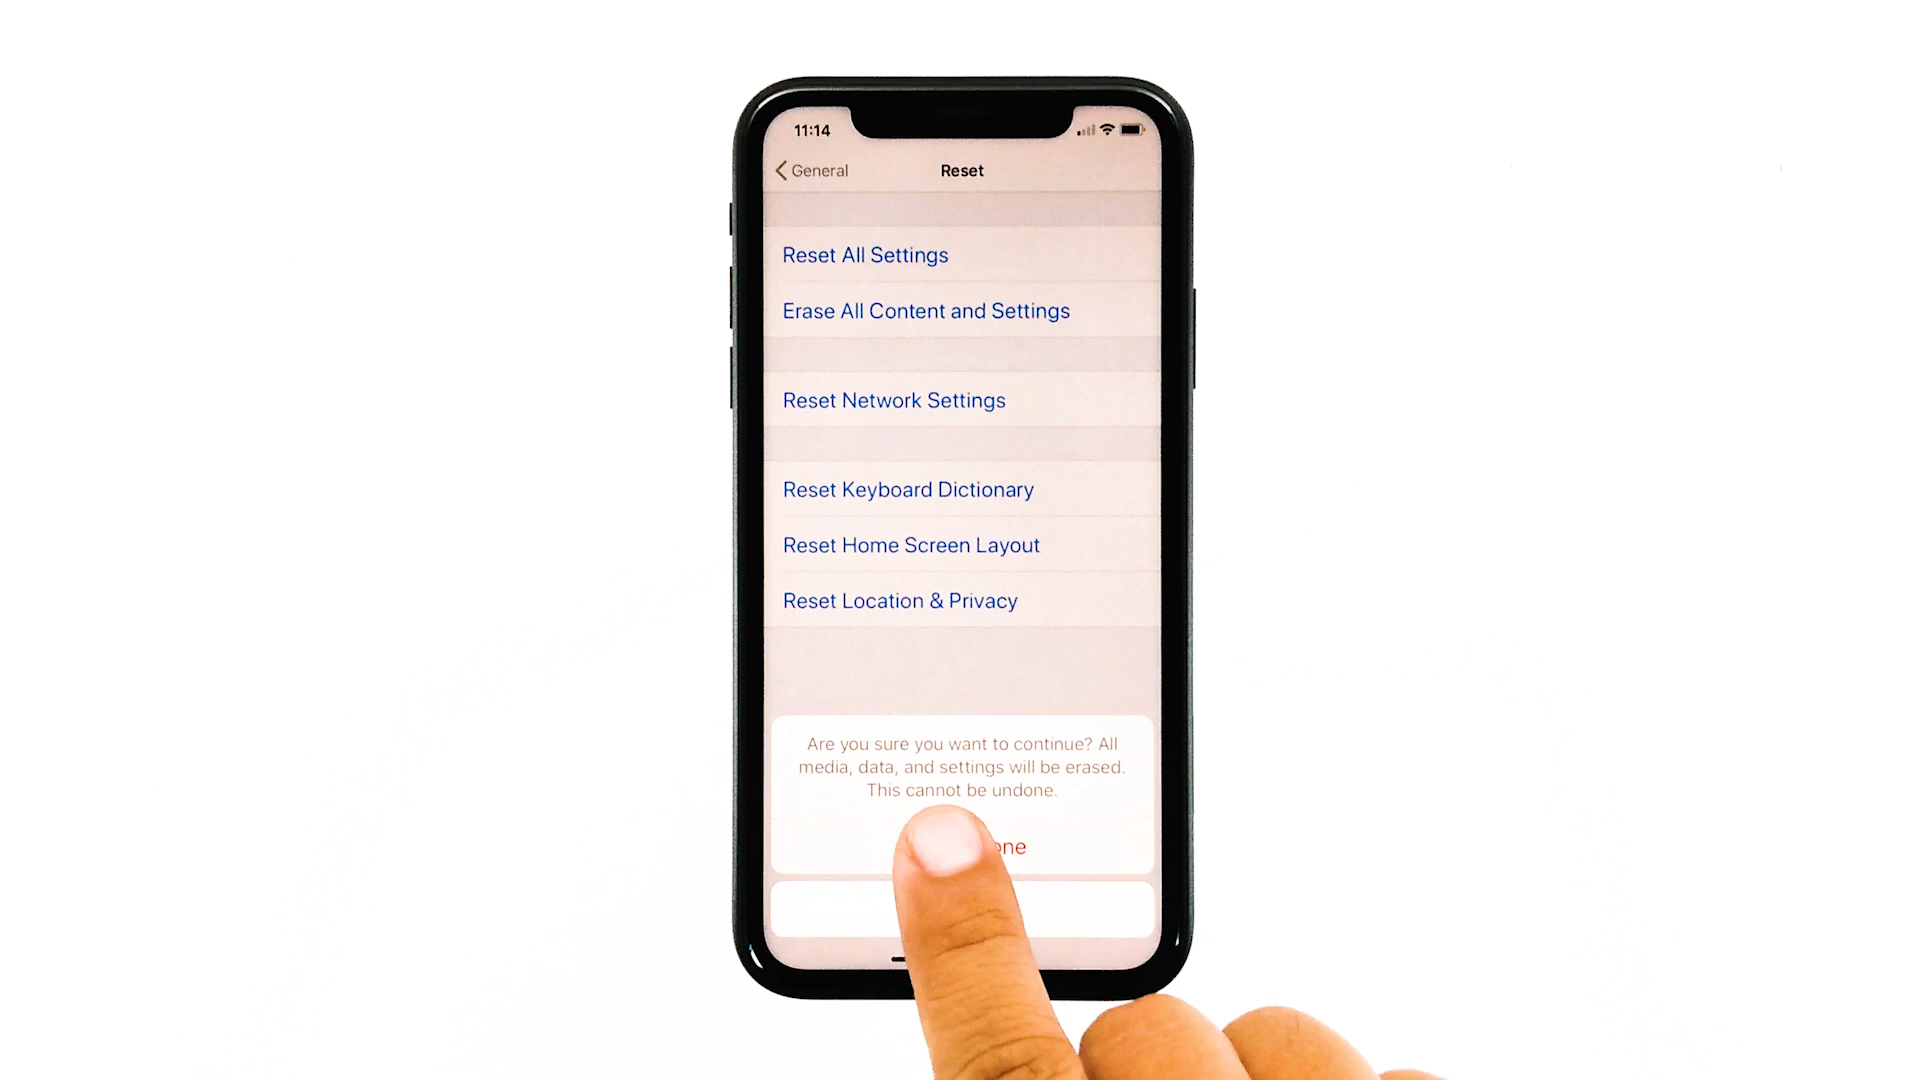 11:14
General
Reset
Reset All Settings
Erase All Content and Settings
Reset Network Settings
Reset Keyboard Dictionary
Reset Home Screen Layout
Reset Location & Privacy
Are you sure you want to continue? All
media, data, and settings will be erased.
This cannot be undone.